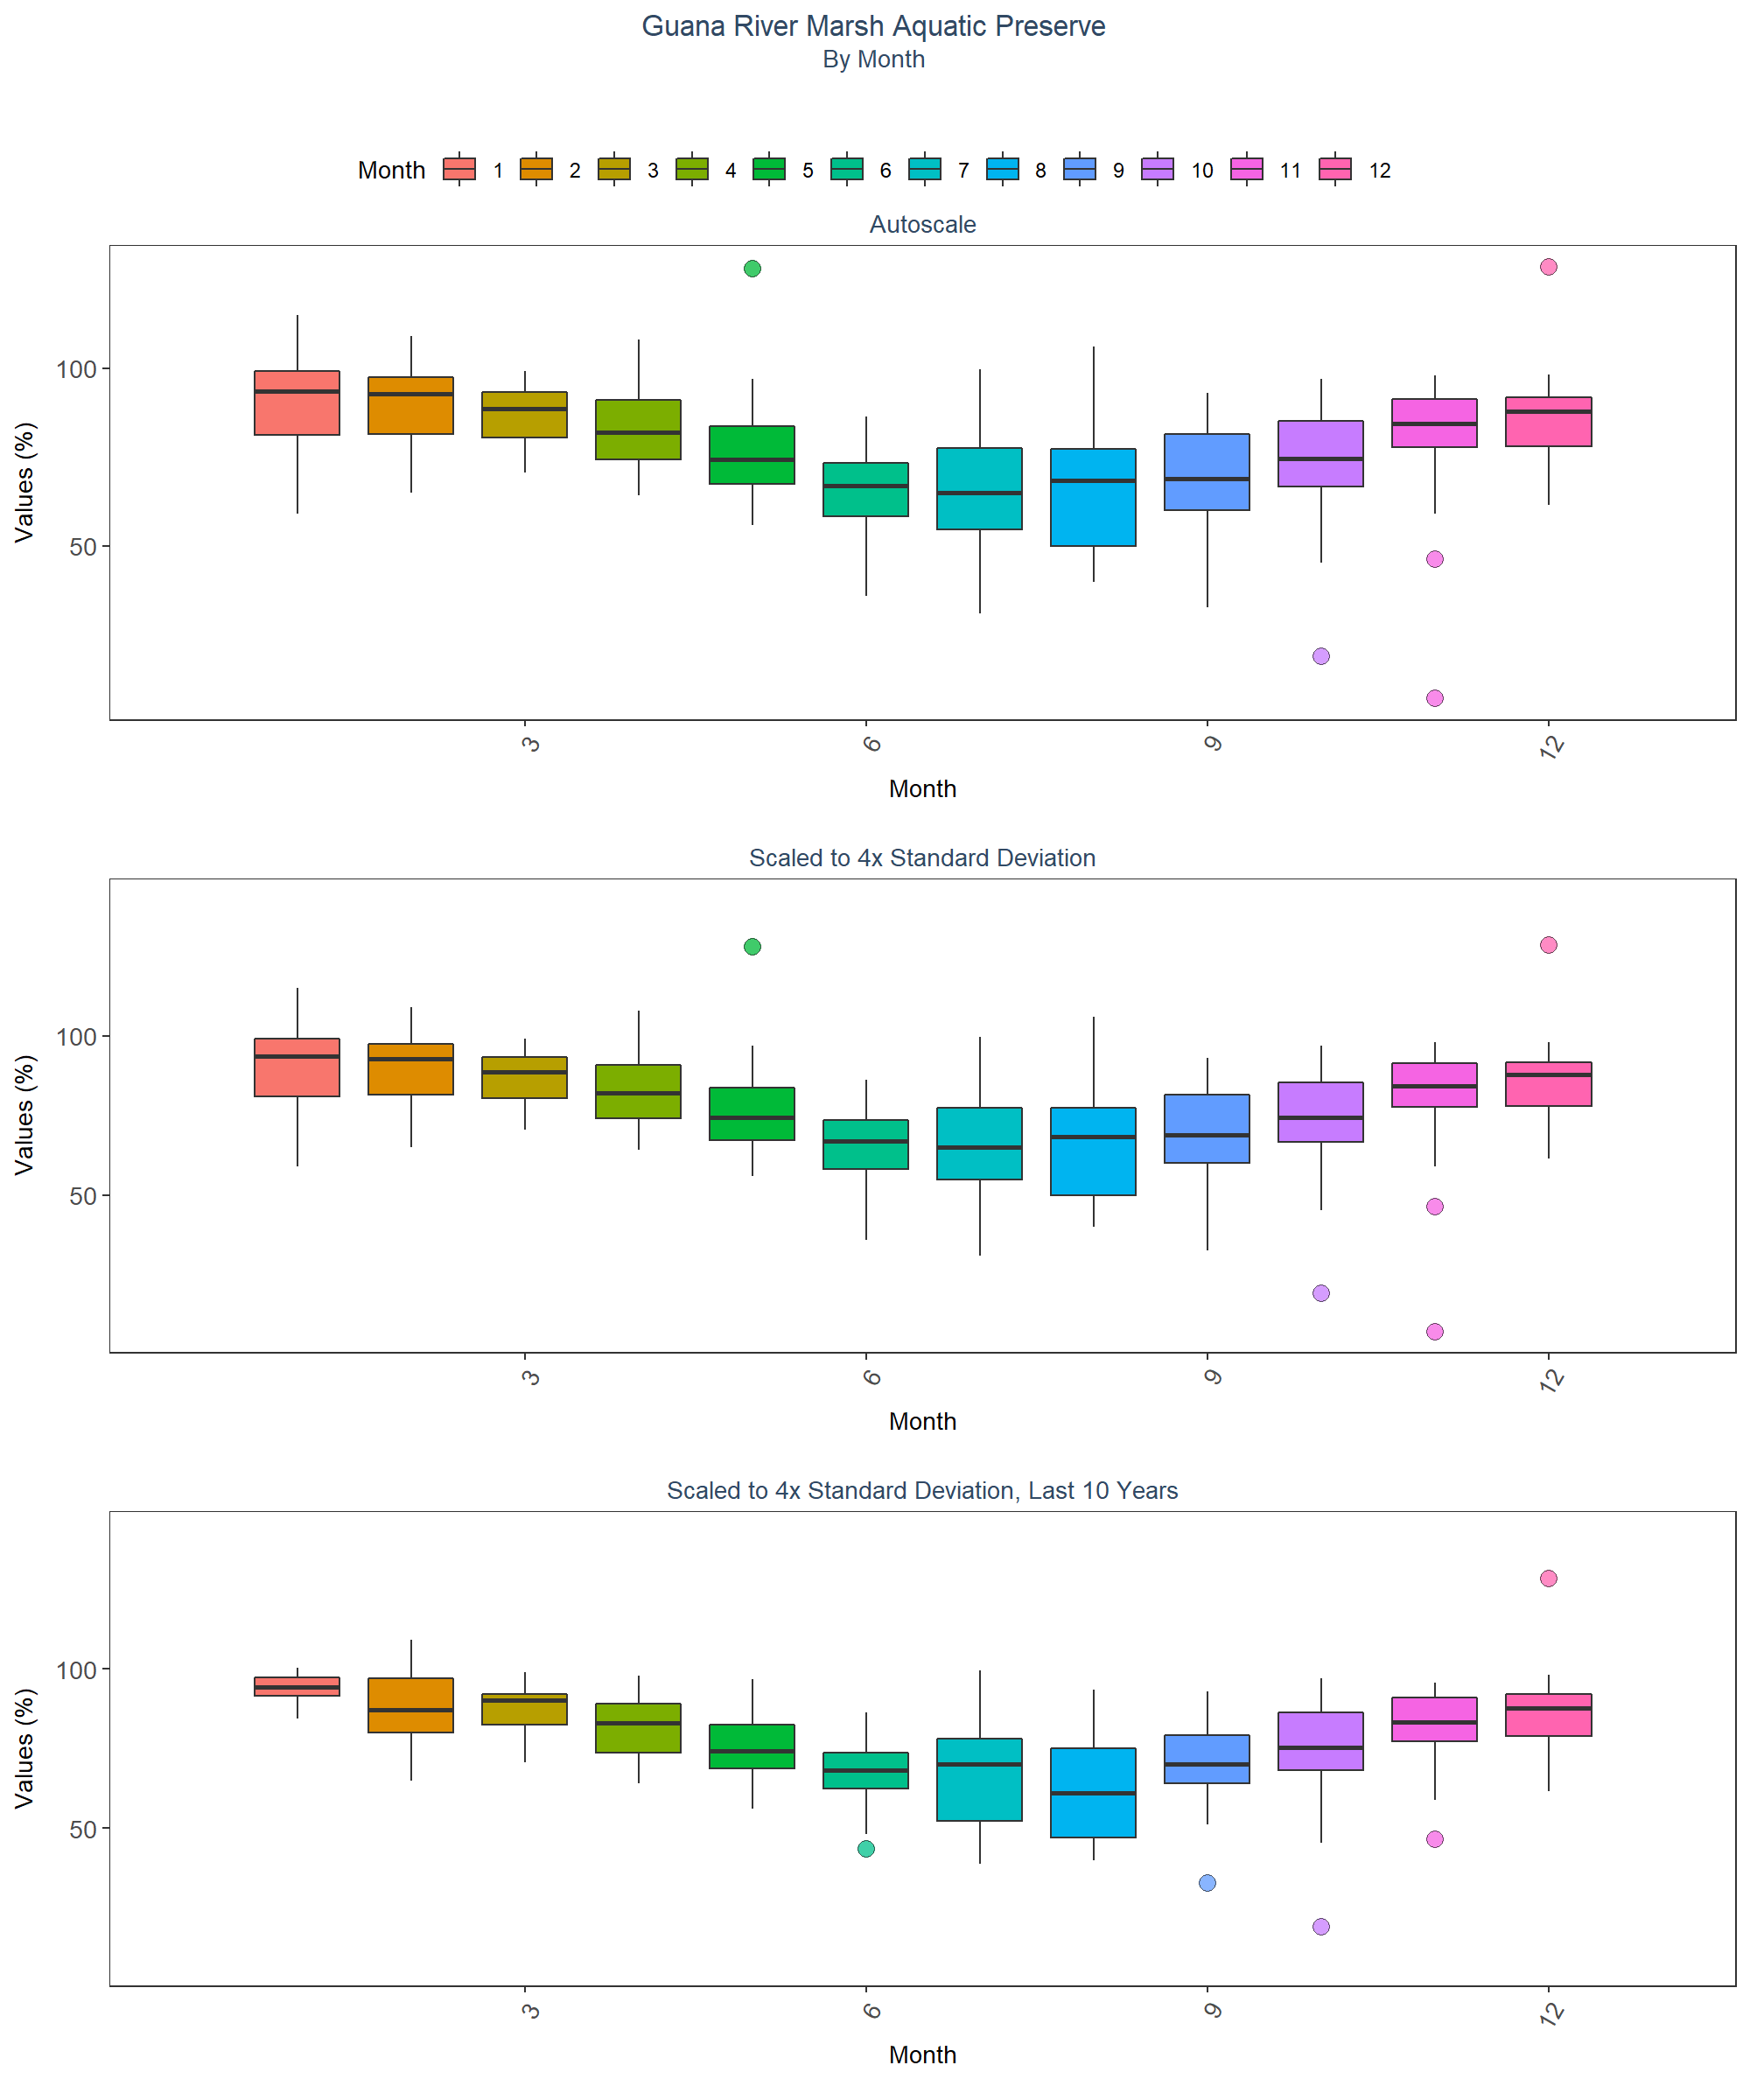 Guana River Marsh Aquatic Preserve
By Month
Month 1 2 3 4 5 6 7 8 9 10 11 12
Autoscale
Values (%)
100
50
3 6 9 12
Month
Scaled to 4x Standard Deviation
Values (%)
100
50
3 6 9 12
Month
Scaled to 4x Standard Deviation, Last 10 Years
Values (%)
100
50
3 6 9 12
Month